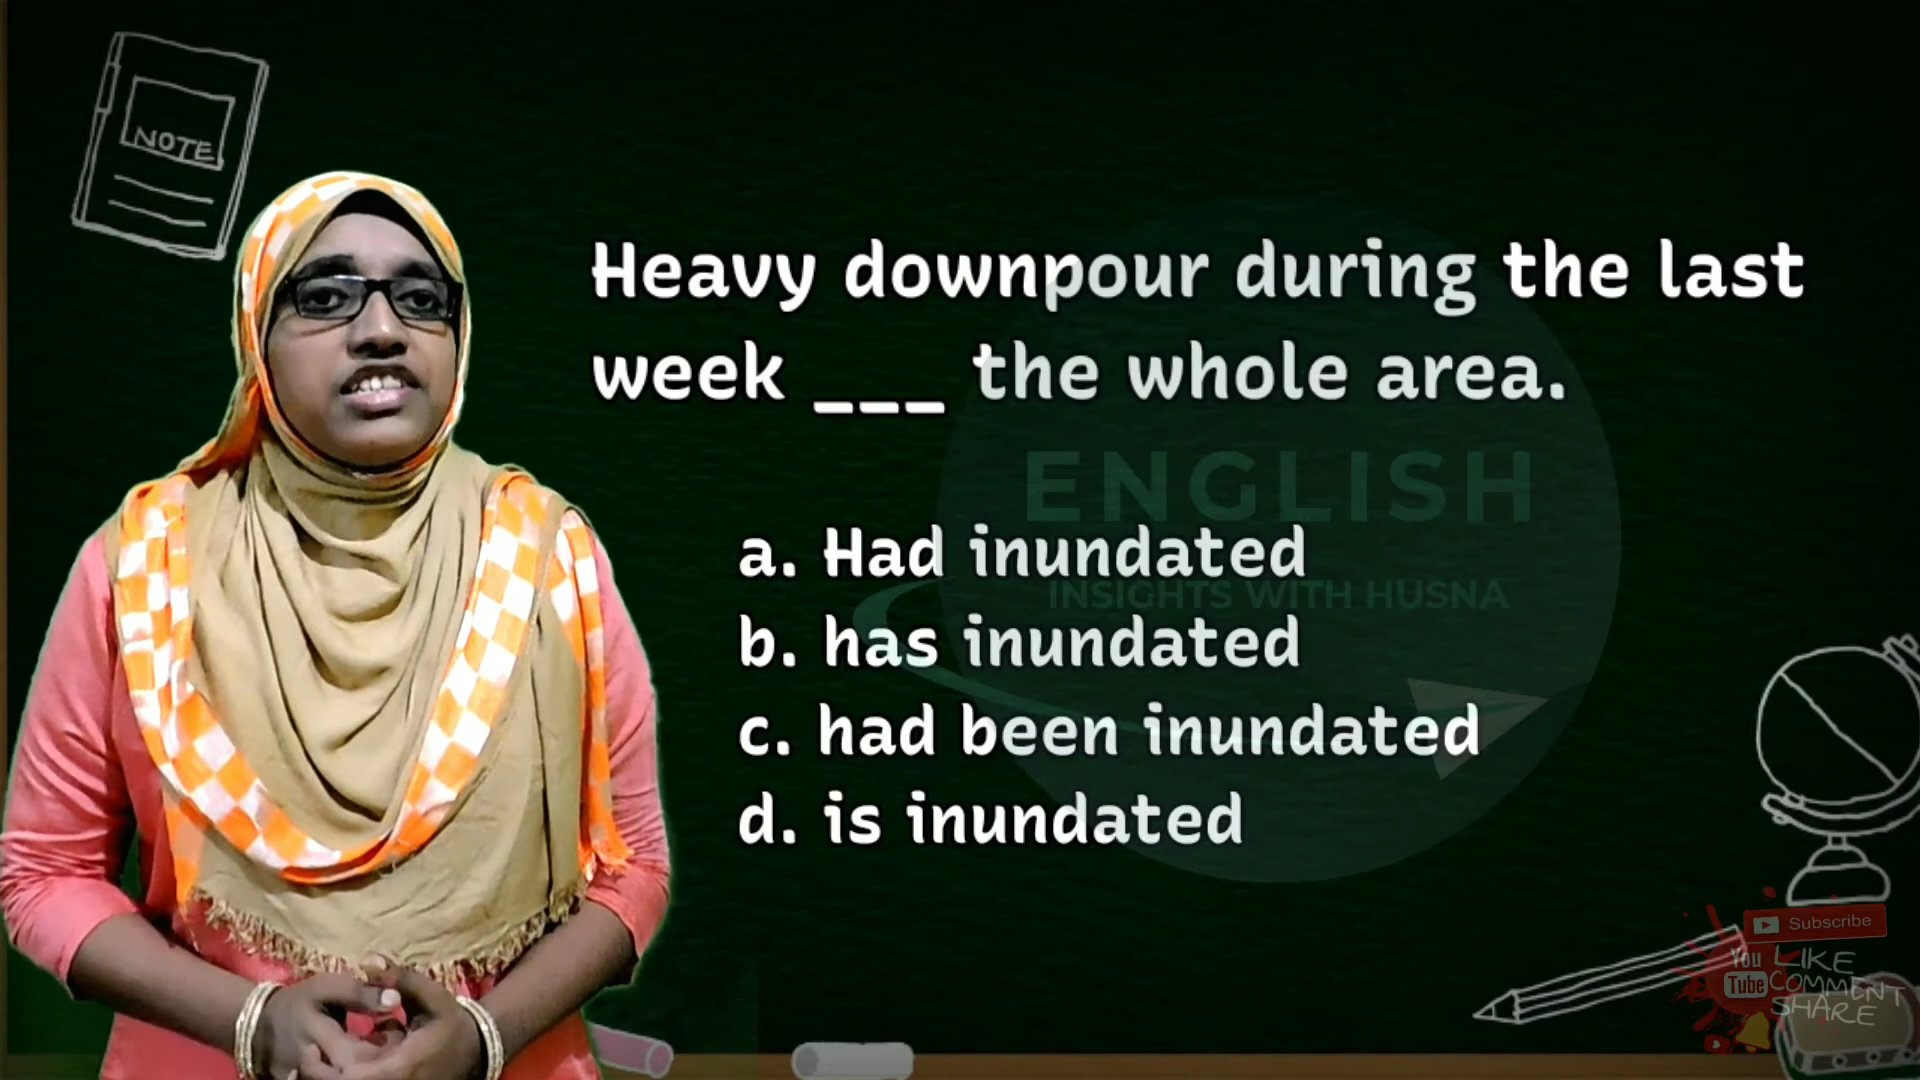 NOTE
Heavy downpour during the last
week ___ the whole area.
ENGLISH
a. Had inundated
INSIGHTS WITH HUSNA
b. has inundated
c. had been inundated
d. is inundated
Subscribe
You
Tube
LIKE
COMMENT
SHARE